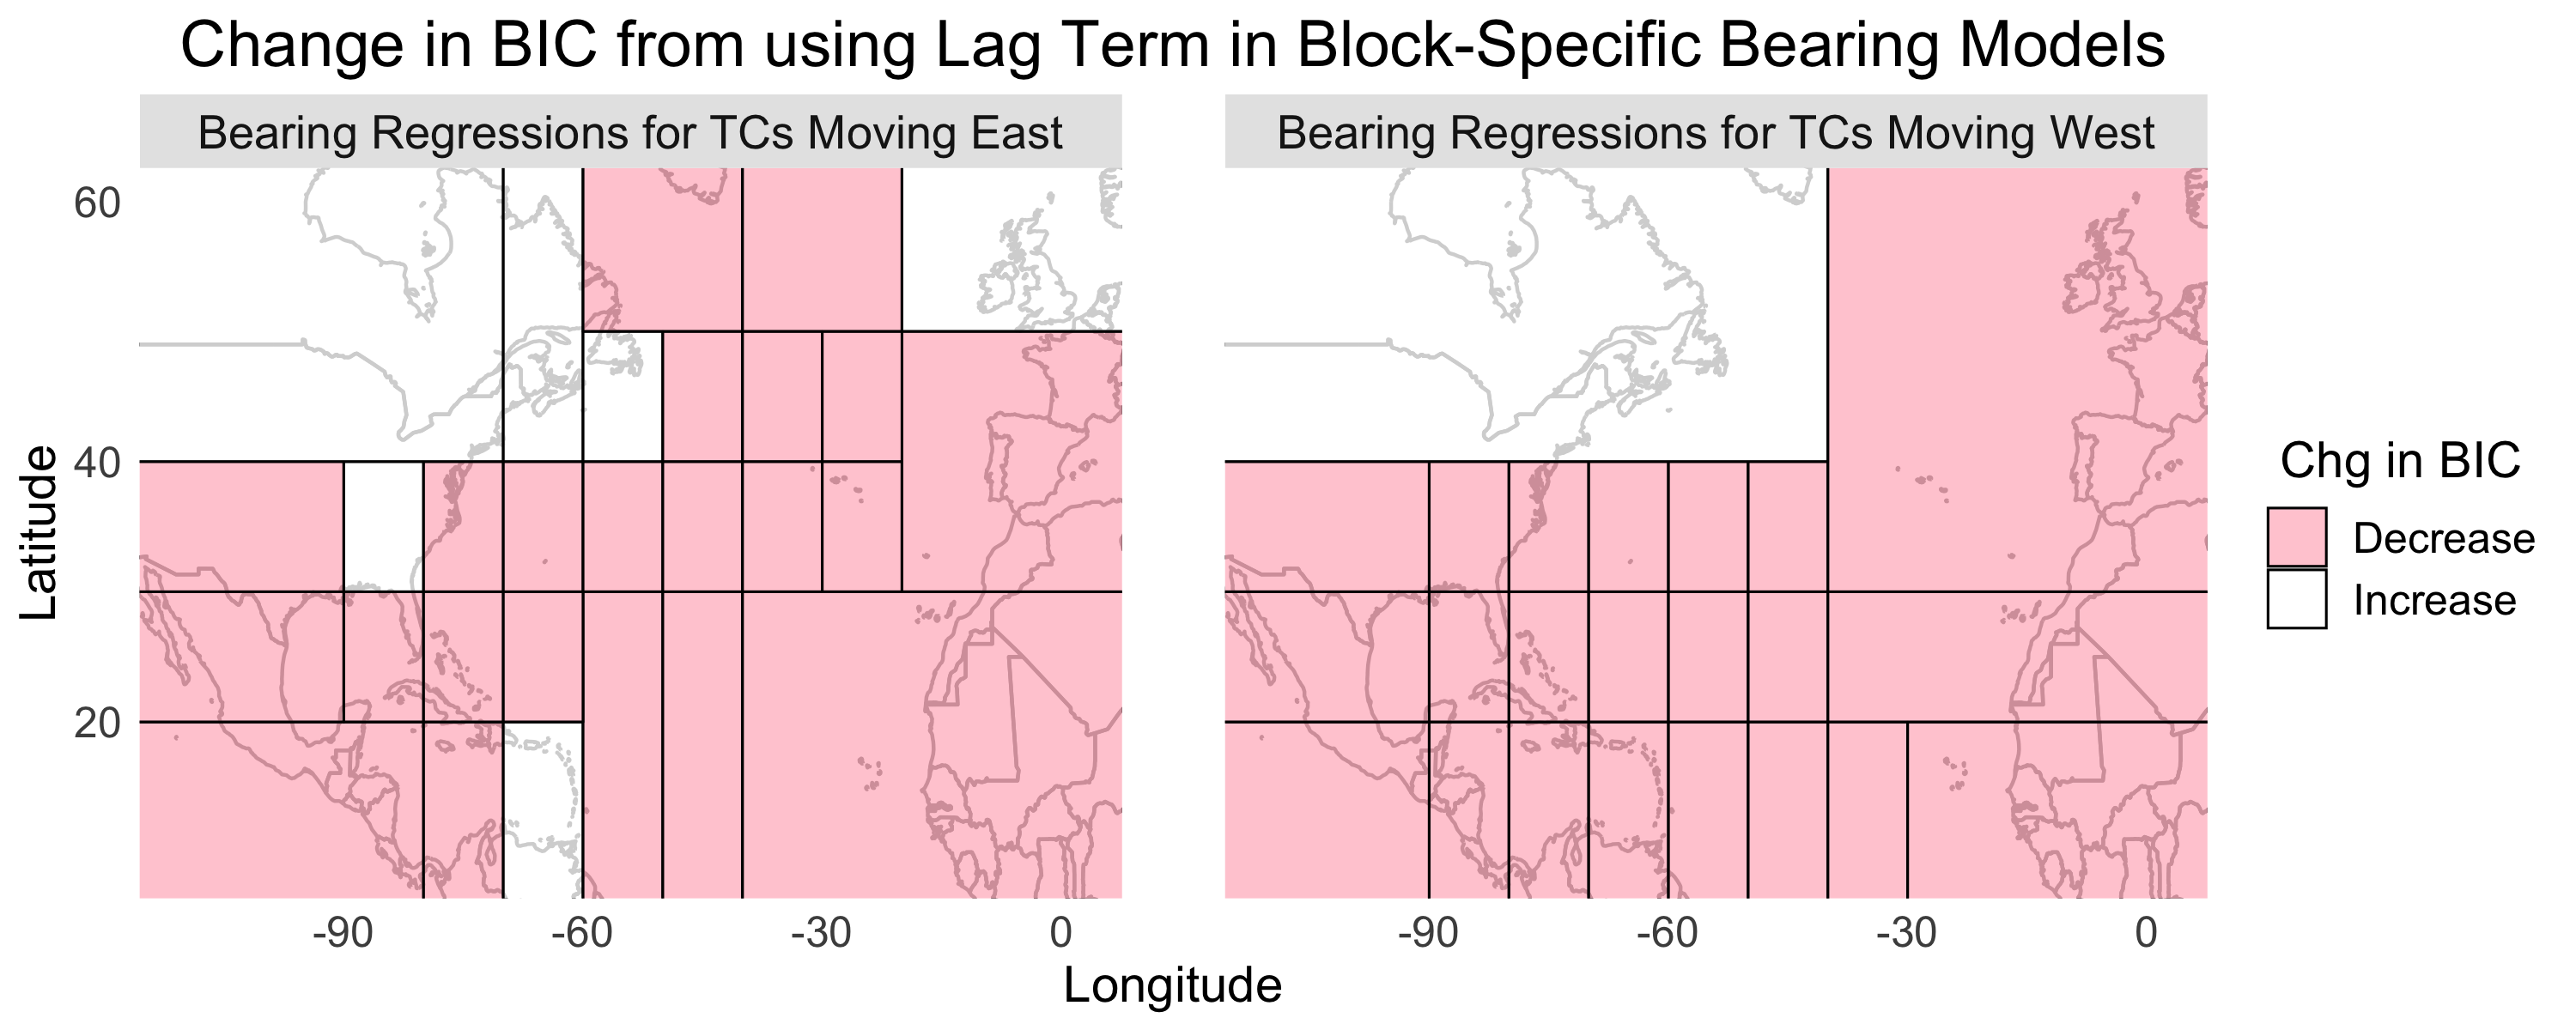 Change in BIC from using Lag Term in Block-Specific Bearing Models
Bearing Regressions for TCs Moving East
Bearing Regressions for TCs Moving West
60
40
20
Latitude
-90
-60
-30
0
-90
-60
-30
0
Longitude
Chg in BIC
Decrease
Increase